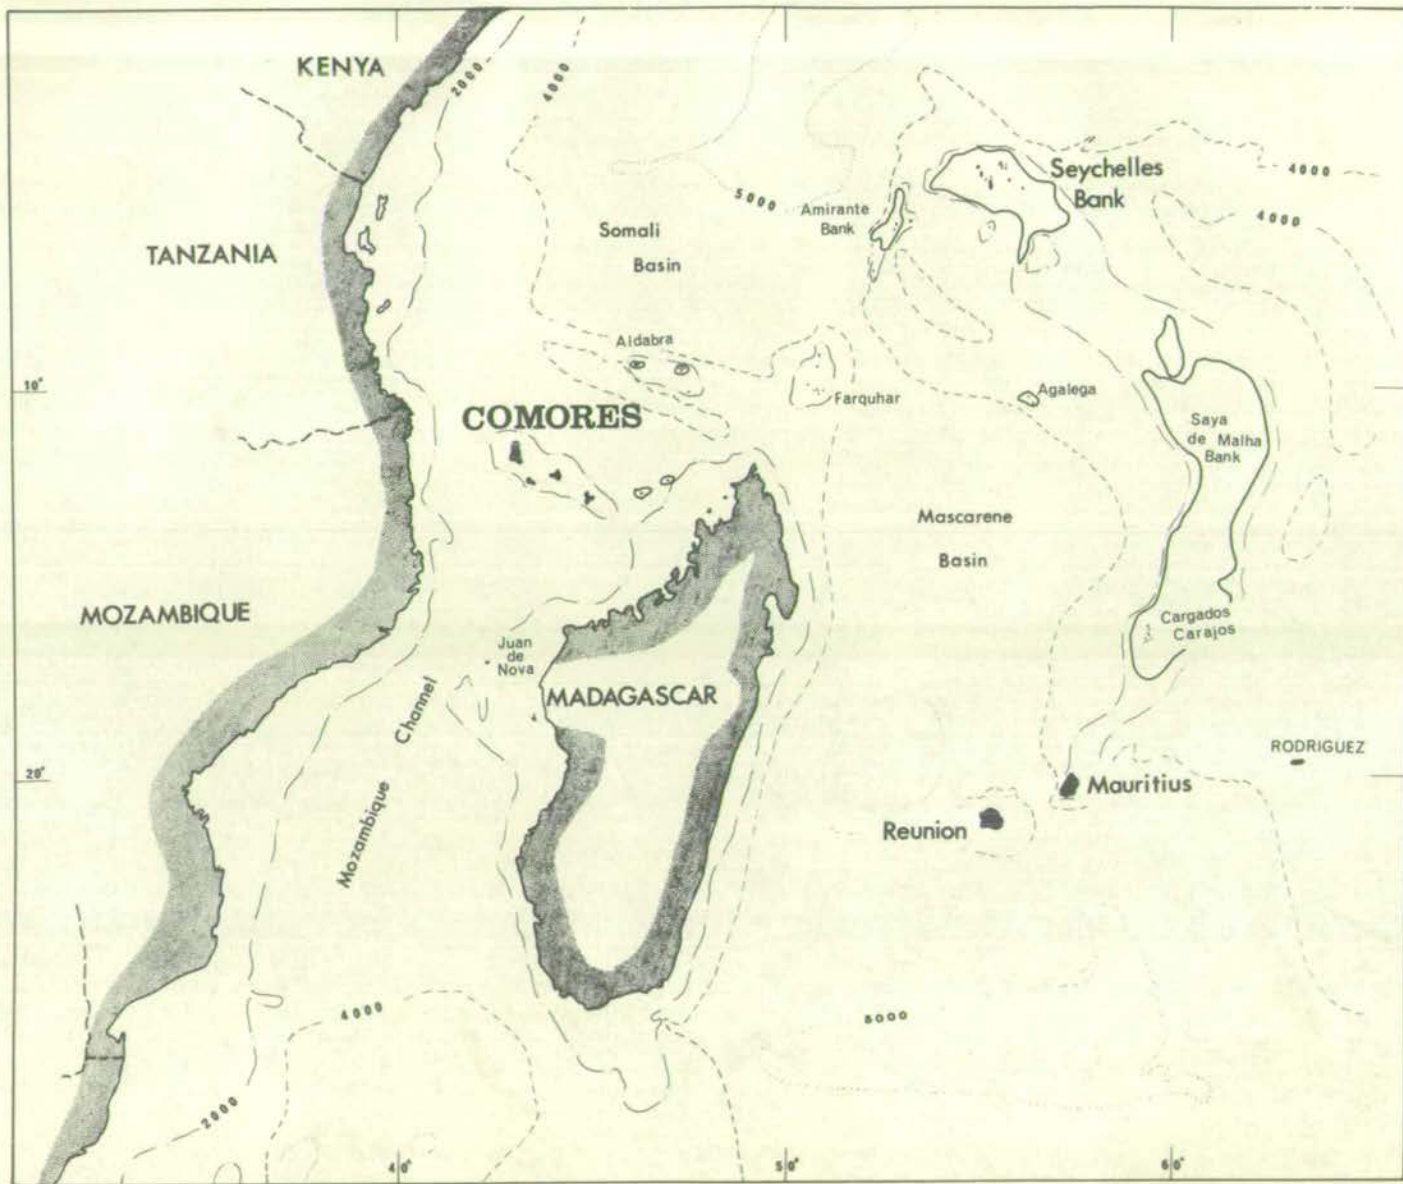 KENYA
2000
4000
Seychelles
Bank
4000
5000
Amirante
Bank
4000
TANZANIA
Somali
Basin
Aldabra
10°
Farquhar
Agalega
COMORES
Saya
de Malha
Bank
Mascarene
Basin
MOZAMBIQUE
Cargados
Carajos
Juan
de
Nova
MADAGASCAR
Mozambique Channel
RODRIGUEZ
20°
Mauritius
Reunion
4000
5000
2000
40°
50°
60°